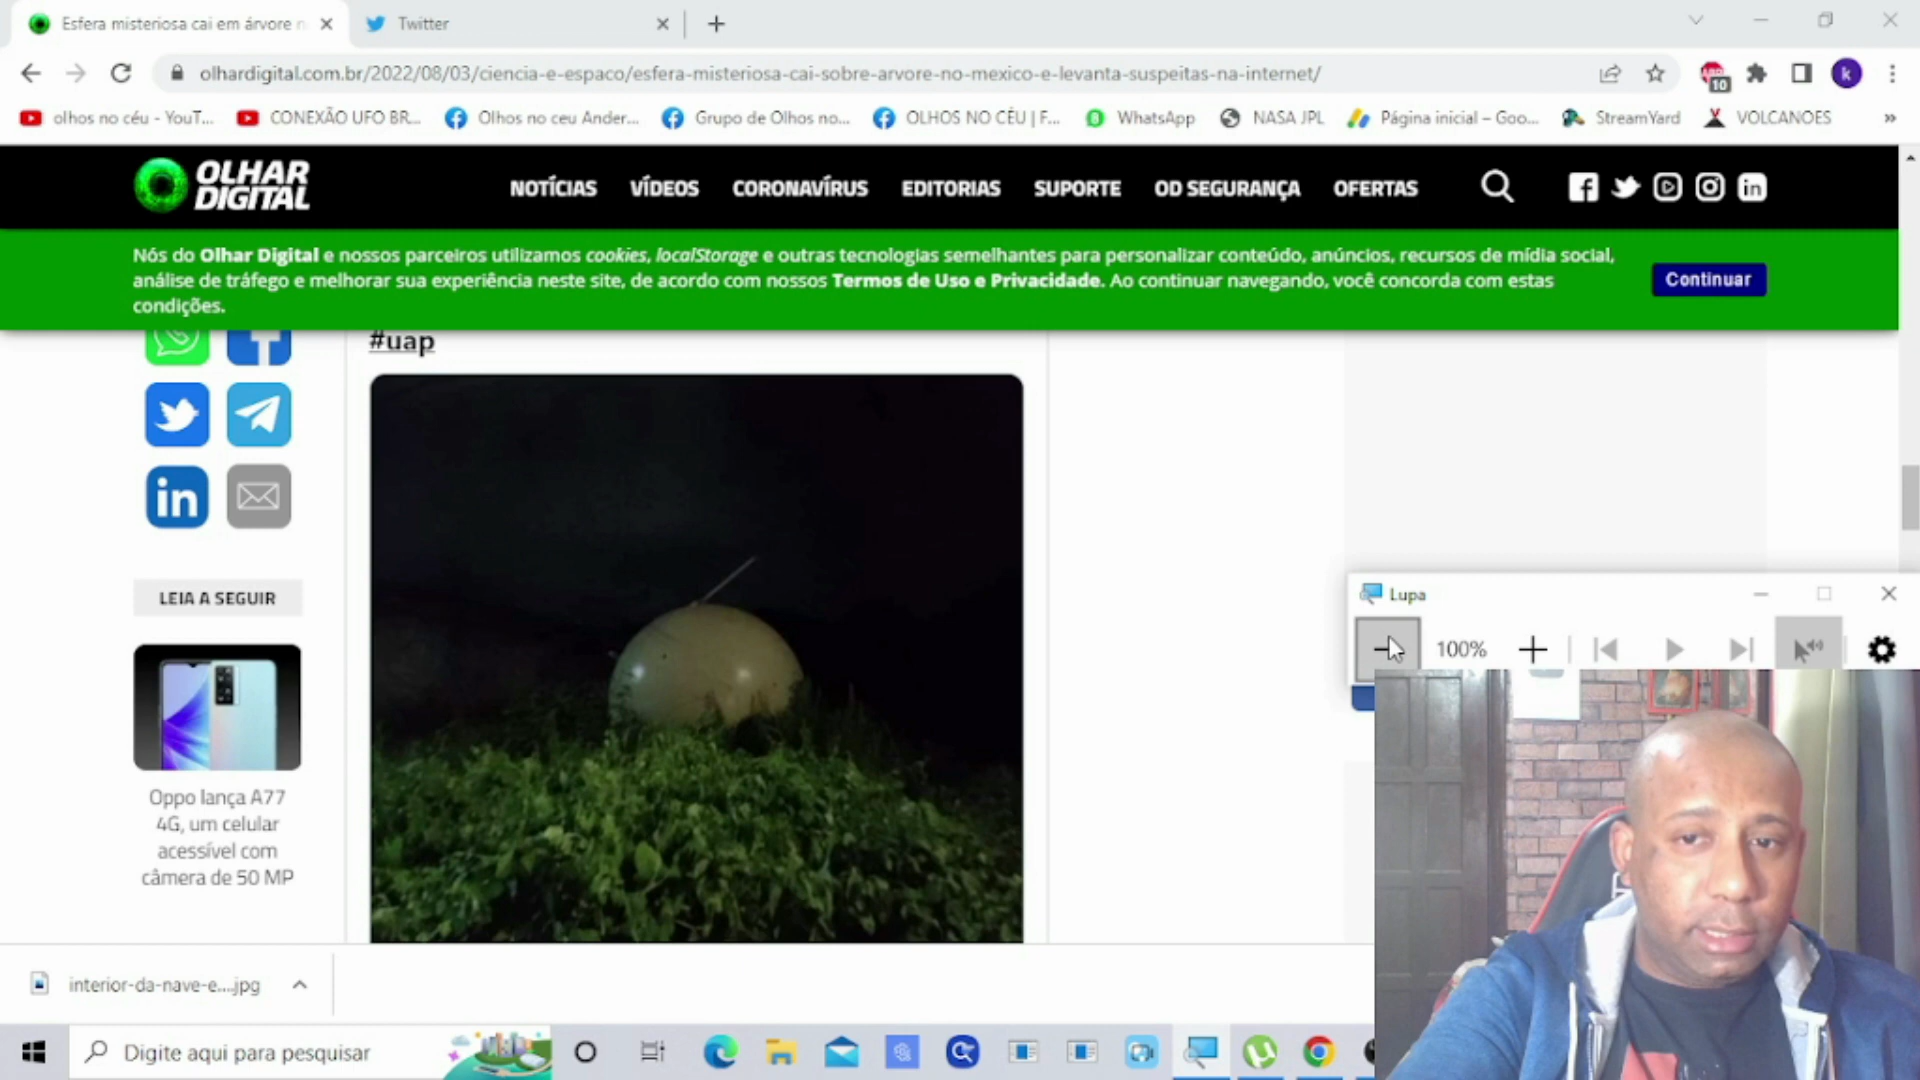 Esfera misteriosa cai em árvore n
Twitter
olhardigital.com.br/2022/08/03/ciencia-e-espaco/esfera-misteriosa-cai-sobre-arvore-no-mexico-e-levanta-suspeitas-na-internet/
10
k
olhos no céu - YouT...
CONEXÃO UFO BR...
Olhos no ceu Ander...
Grupo de Olhos no...
OLHOS NO CÉU | F...
WhatsApp
NASA JPL
Página inicial – Goo...
StreamYard
VOLCANOES
»
OLHAR
DIGITAL
NOTÍCIAS
VÍDEOS
CORONAVÍRUS
EDITORIAS
SUPORTE
OD SEGURANÇA
OFERTAS
Nós do Olhar Digital e nossos parceiros utilizamos cookies, localStorage e outras tecnologias semelhantes para personalizar conteúdo, anúncios, recursos de mídia social,
análise de tráfego e melhorar sua experiência neste site, de acordo com nossos Termos de Uso e Privacidade. Ao continuar navegando, você concorda com estas
condições.
Continuar
#uap
LEIA A SEGUIR
Oppo lança A77
4G, um celular
acessível com
câmera de 50 MP
Lupa
100%
interior-da-nave-e....jpg
Digite aqui para pesquisar